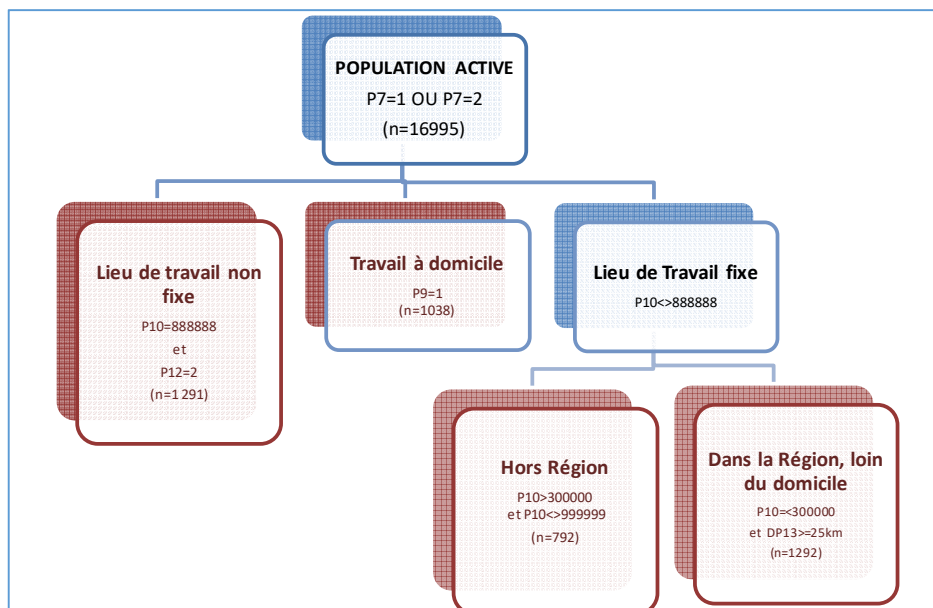 POPULATION ACTIVE
P7=1 OU P7=2
(n=16995)
Lieu de travail non
fixe
P10=888888
et
P12=2
(n=1 291)
Travail à domicile
P9=1
(n=1038)
Lieu de Travail fixe
P10<>888888
Hors Région
P10>300000
et P10<>999999
(n=792)
Dans la Région, loin
du domicile
P10=<300000
et DP13>=25km
(n=1292)